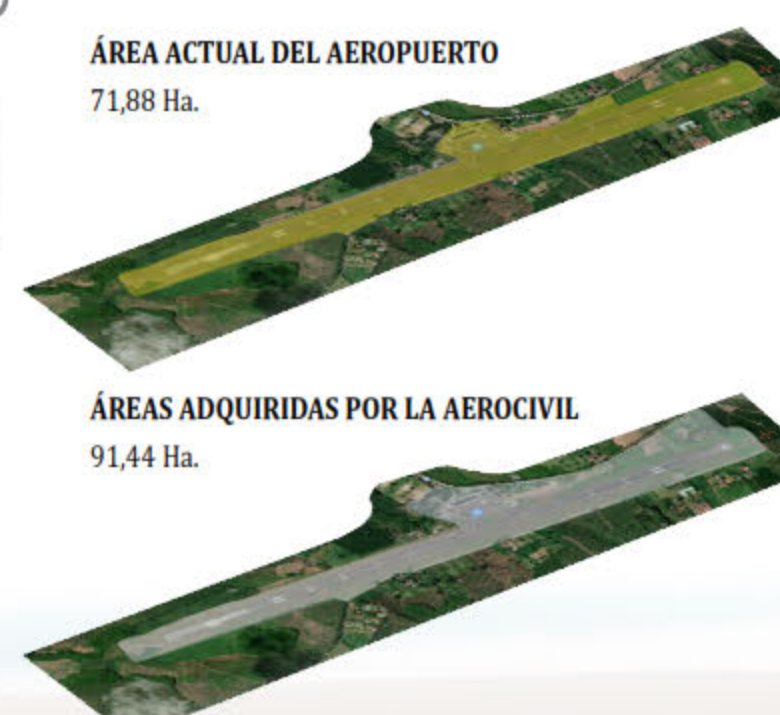 ÁREA ACTUAL DEL AEROPUERTO
71,88 Ha.
ÁREAS ADQUIRIDAS POR LA AEROCIVIL
91,44 Ha.